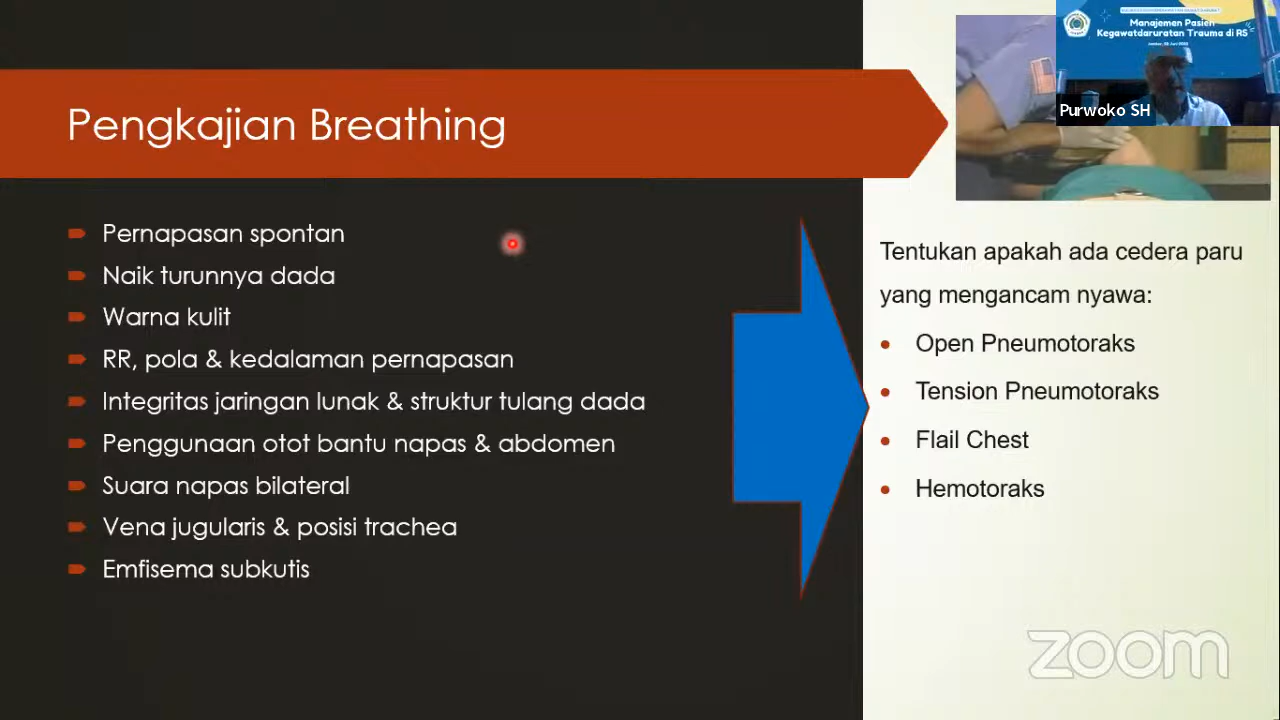 Pengkajian Breathing
Pernapasan spontan
Naik turunnya dada
Warna kulit
RR, pola & kedalaman pernapasan
Integritas jaringan lunak & struktur tulang dada
Penggunaan otot bantu napas & abdomen
Suara napas bilateral
Vena jugularis & posisi trachea
Emfisema subkutis
Manajemen Pasien
Kegawatdaruratan Trauma di RS
Purwoko SH
Tentukan apakah ada cedera paru
yang mengancam nyawa:
Open Pneumotoraks
Tension Pneumotoraks
Flail Chest
Hemotoraks
zoom